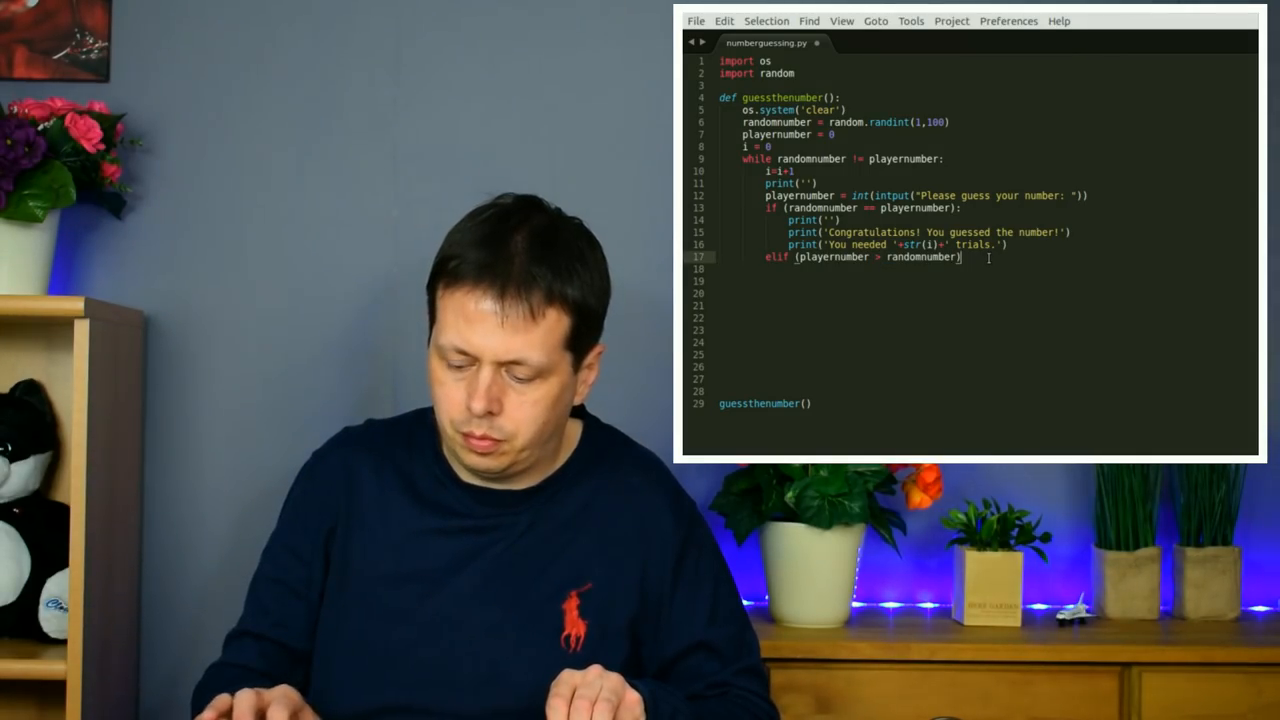 File Edit Selection Find View Goto Tools Project Preferences Help
numberguessing.py
1 import os
2 import random
3
4 def guessthenumber():
5 os.system('clear')
6 randomnumber = random.randint(1,100)
7 playernumber = 0
8 i = 0
9 while randomnumber != playernumber:
10 i=i+1
11 print('')
12 playernumber = int(intput("Please guess your number: "))
13 if (randomnumber == playernumber):
14 print('')
15 print('Congratulations! You guessed the number!')
16 print('You needed '+str(i)+' trials.')
17 elif (playernumber > randomnumber)
18
19
20
21
22
23
24
25
26
27
28
29 guessthenumber()